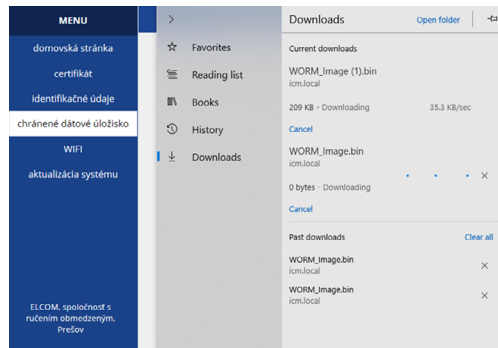 MENU
domovská stránka
certifikát
identifikačné údaje
chránené dátové úložisko
WIFI
aktualizácia systému
ELCOM, spoločnosť s
ručením obmedzeným,
Prešov
Favorites
Reading list
Books
History
Downloads
Downloads
Open folder
Current downloads
WORM_Image (1).bin
icm.local
209 KB - Downloading 35.3 KB/sec
Cancel
WORM_Image.bin
icm.local
0 bytes - Downloading
Cancel
Past downloads Clear all
WORM_Image.bin
icm.local
WORM_Image.bin
icm.local